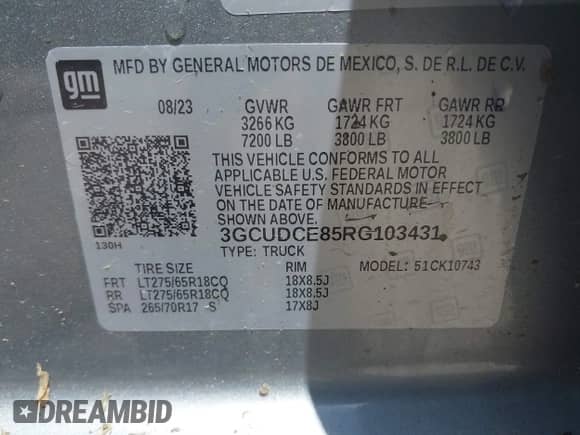 gm
MFD BY GENERAL MOTORS DE MEXICO, S. DE R.L. DE C.V.
08/23 GVWR GAWR FRT GAWR RR
3266 KG 1724 KG 1724 KG
7200 LB 3800 LB 3800 LB
THIS VEHICLE CONFORMS TO ALL
APPLICABLE U.S. FEDERAL MOTOR
VEHICLE SAFETY STANDARDS IN EFFECT
ON THE DATE OF MANUFACTURE
SHOWN ABOVE.
130H 3GCUDCE85RG103431
TYPE: TRUCK MODEL: 51CK10743
TIRE SIZE RIM
FRT LT275/65R18CQ 18X8.5J
RR LT275/65R18CQ 18X8.5J
SPA 265/70R17 S 17X8J
DREAMBID